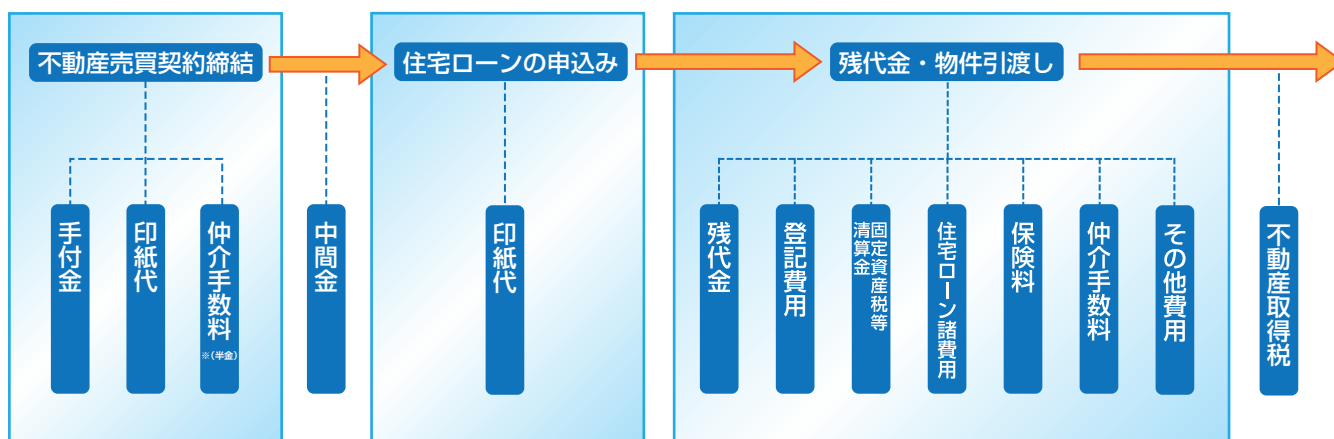 不動産売買契約締結
住宅ローンの申込み
残代金・物件引渡し
手付金
印紙代
仲介手数料
※(半金)
中間金
印紙代
残代金
登記費用
固定資産税等
清算金
住宅ローン諸費用
保険料
仲介手数料
その他費用
不動産取得税